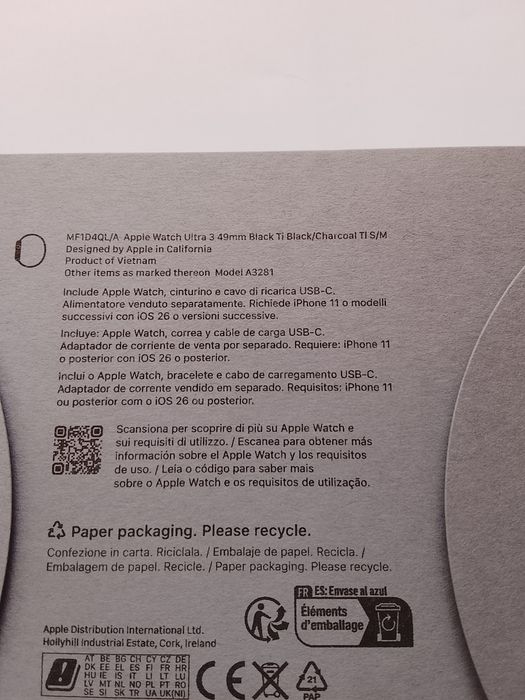 MF1D4QL/A Apple Watch Ultra 3 49mm Black Ti Black/Charcoal TI S/M
Designed by Apple in California
Product of Vietnam
Other items as marked thereon Model A3281
Include Apple Watch, cinturino e cavo di ricarica USB-C.
Alimentatore venduto separatamente. Richiede iPhone 11 o modelli
successivi con iOS 26 o versioni successive.
Incluye: Apple Watch, correa y cable de carga USB-C.
Adaptador de corriente de venta por separado. Requiere: iPhone 11
o posterior con iOS 26 o posterior.
Inclui o Apple Watch, bracelete e cabo de carregamento USB-C.
Adaptador de corrente vendido em separado. Requisitos: iPhone 11
ou posterior com o iOS 26 ou posterior.
Scansiona per scoprire di più su Apple Watch e
sui requisiti di utilizzo. / Escanea para obtener más
información sobre el Apple Watch y los requisitos
de uso. / Leia o código para saber mais
sobre o Apple Watch e os requisitos de utilização.
Paper packaging. Please recycle.
Confezione in carta. Riciclala. / Embalaje de papel. Recicla. /
Embalagem de papel. Recicle. / Paper packaging. Please recycle.
FR ES: Envase al azul
Éléments
d'emballage
Apple Distribution International Ltd.
Hollyhill Industrial Estate, Cork, Ireland
AT BE BG CH CY CZ DE
DK EE EL ES FI FR HR
HU IE IS IT LI LT LU
LV MT NL NO PL PT RO
SE SI SK TR UA UK(NI)
CE
21
PAP